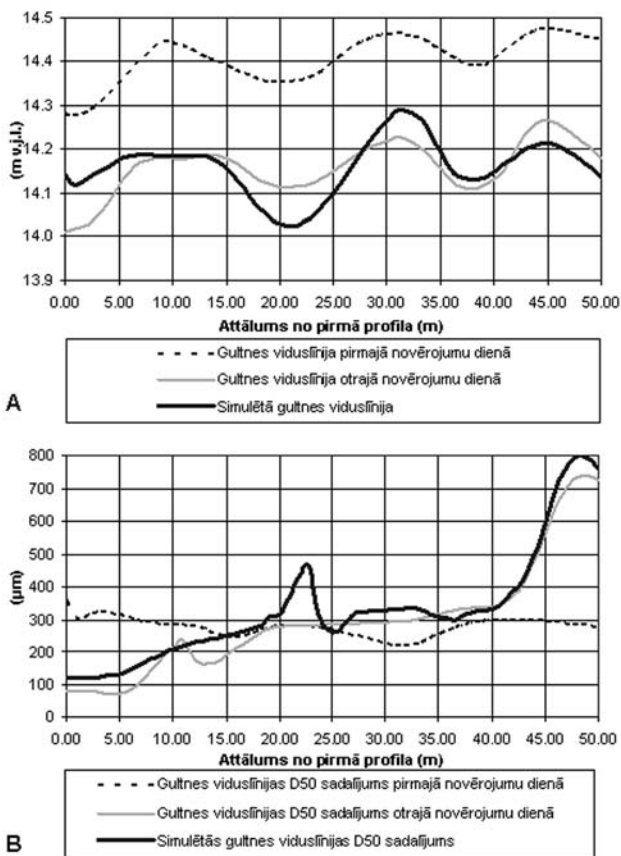 14.5
14.4
14.3
14.2
14.1
14.0
13.9
(m v.j.l.)
0.00 5.00 10.00 15.00 20.00 25.00 30.00 35.00 40.00 45.00 50.00
Attālums no pirmā profila (m)
Gultnes viduslīnija pirmajā novērojumu dienā
Gultnes viduslīnija otrajā novērojumu dienā
Simulētā gultnes viduslīnija
A
800
700
600
500
400
300
200
100
0
(µm)
0.00 5.00 10.00 15.00 20.00 25.00 30.00 35.00 40.00 45.00 50.00
Attālums no pirmā profila (m)
Gultnes viduslīnijas D50 sadalījums pirmajā novērojumu dienā
Gultnes viduslīnijas D50 sadalījums otrajā novērojumu dienā
Simulētās gultnes viduslīnijas D50 sadalījums
B